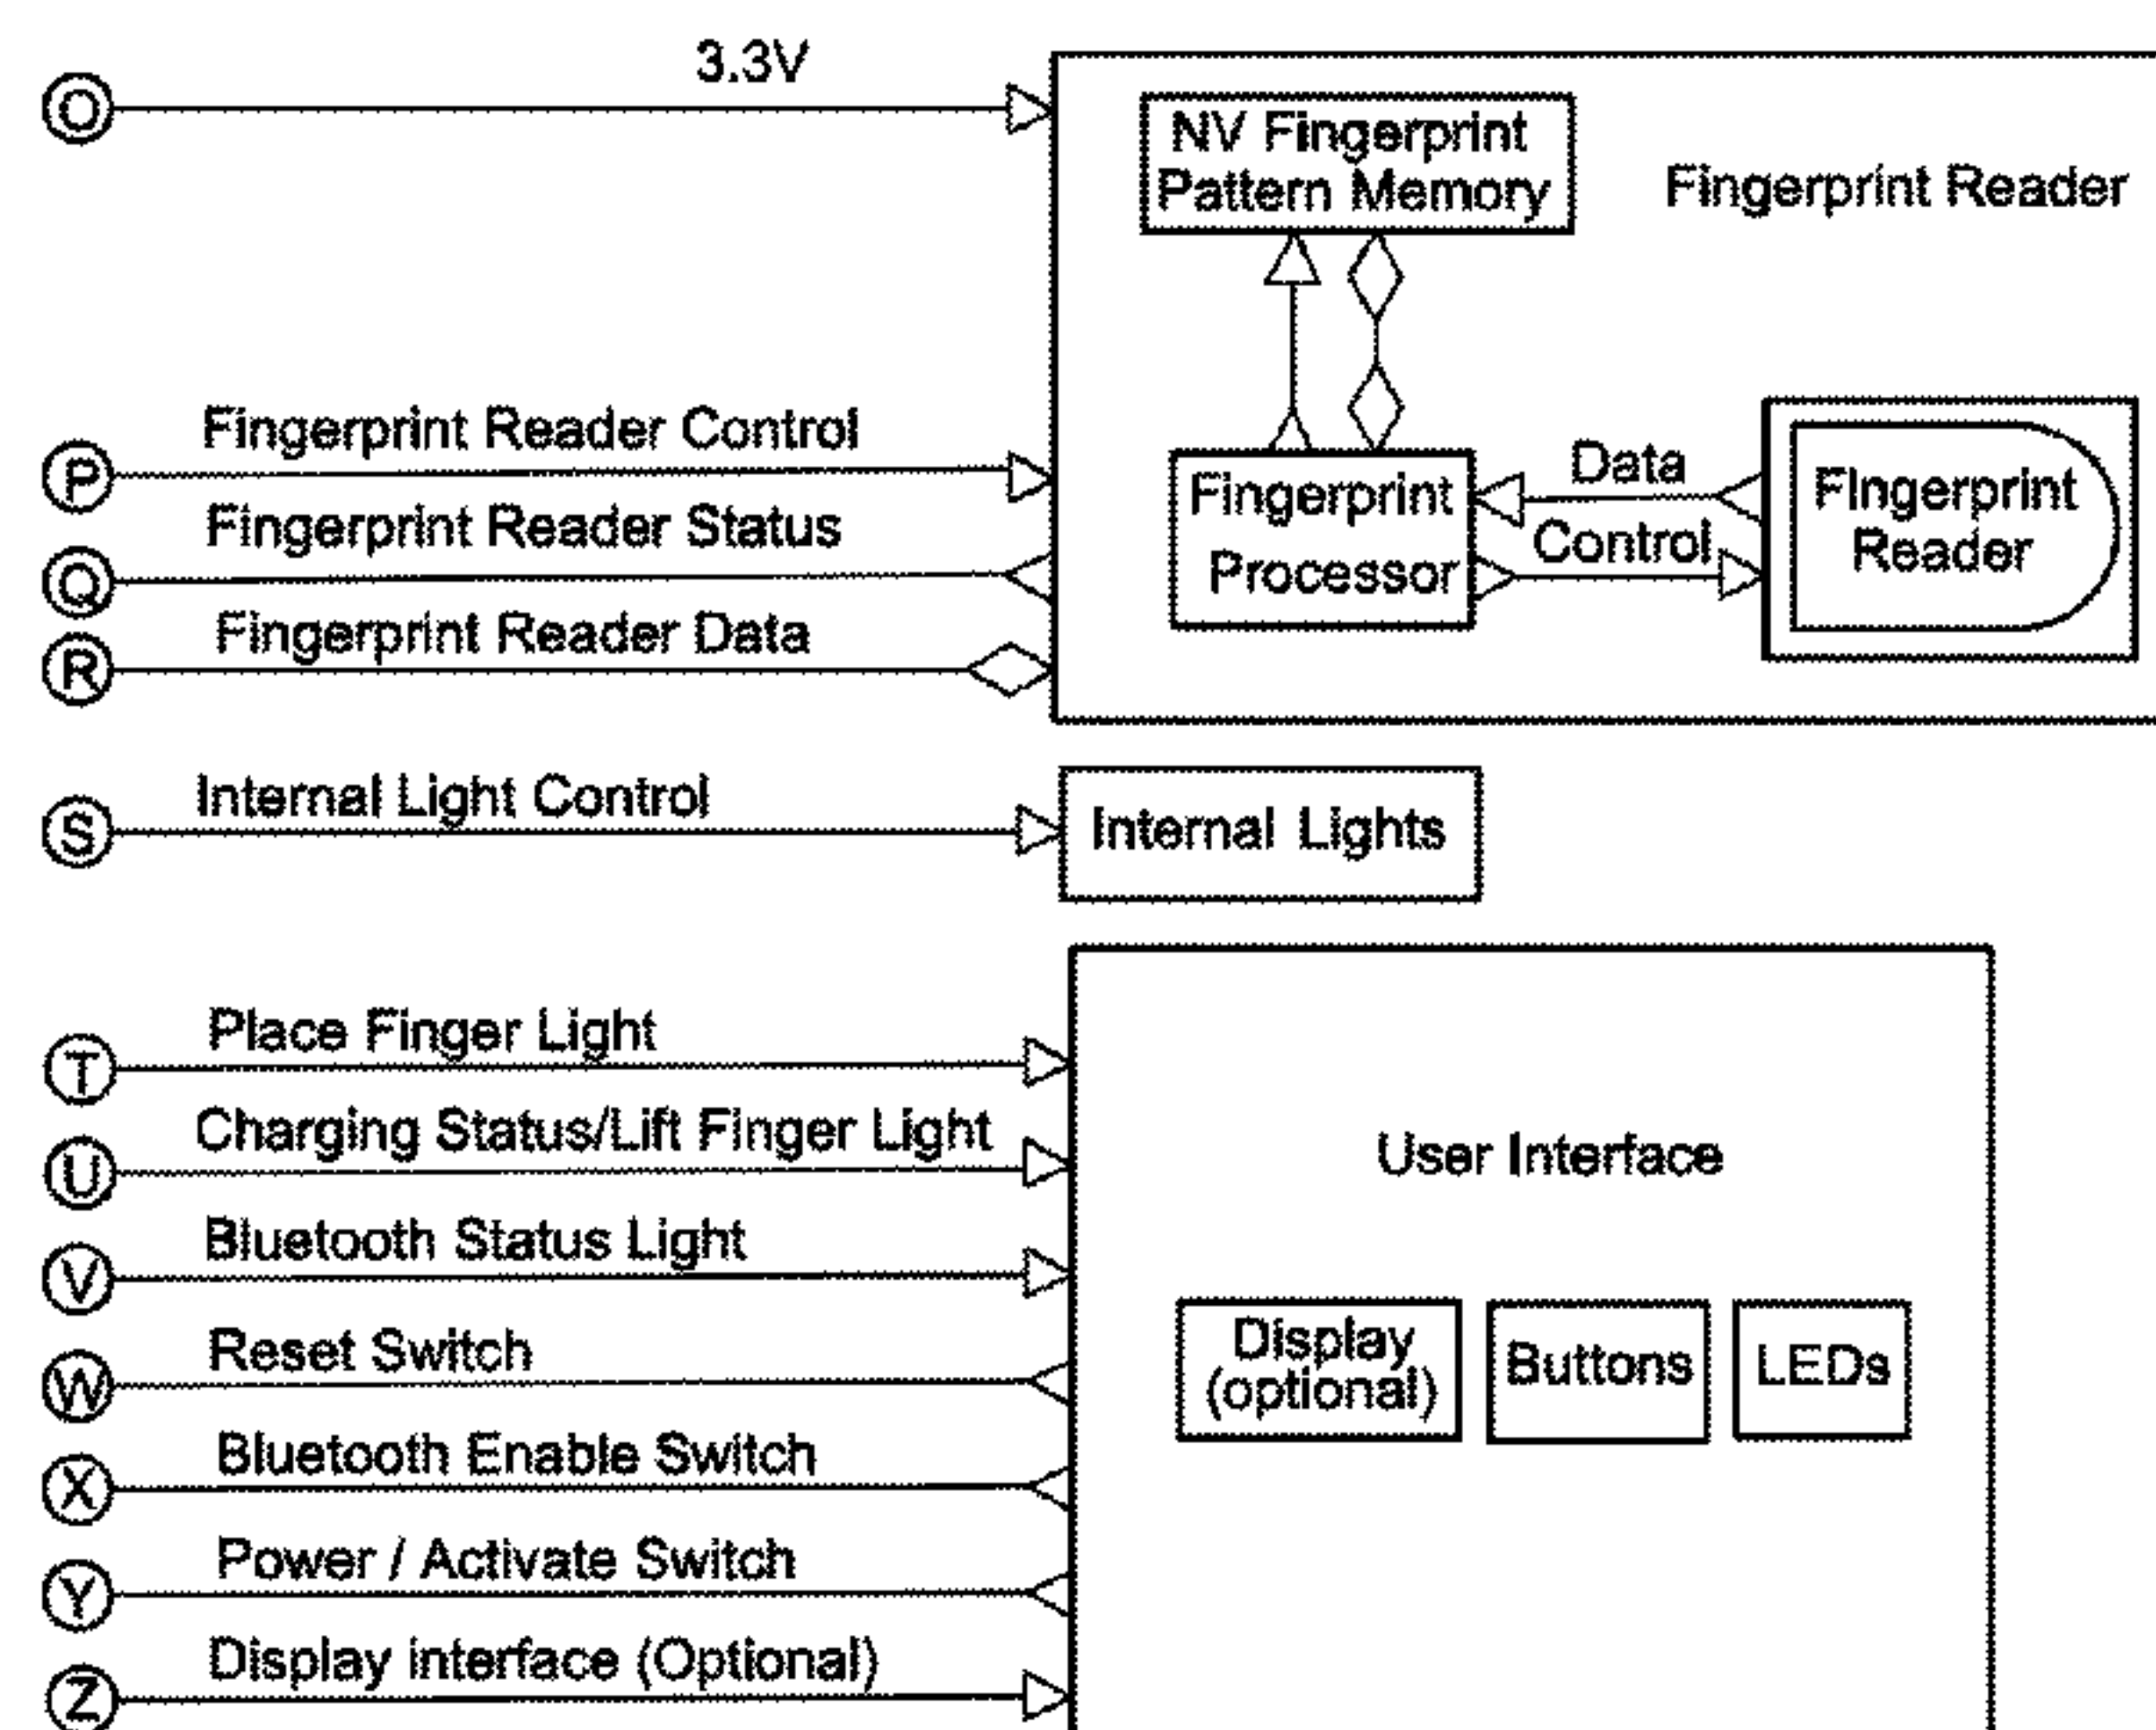 3.3V
O
NV Fingerprint
Pattern Memory
Fingerprint Reader
Fingerprint Reader Control
P
Fingerprint Reader Status
Q
Fingerprint Reader Data
R
Fingerprint
Processor
Data
Control
Fingerprint
Reader
Internal Light Control
S
Internal Lights
Place Finger Light
T
Charging Status/Lift Finger Light
U
Bluetooth Status Light
V
Reset Switch
W
Bluetooth Enable Switch
X
Power / Activate Switch
Y
Display interface (Optional)
Z
User Interface
Display
(optional)
Buttons
LEDs